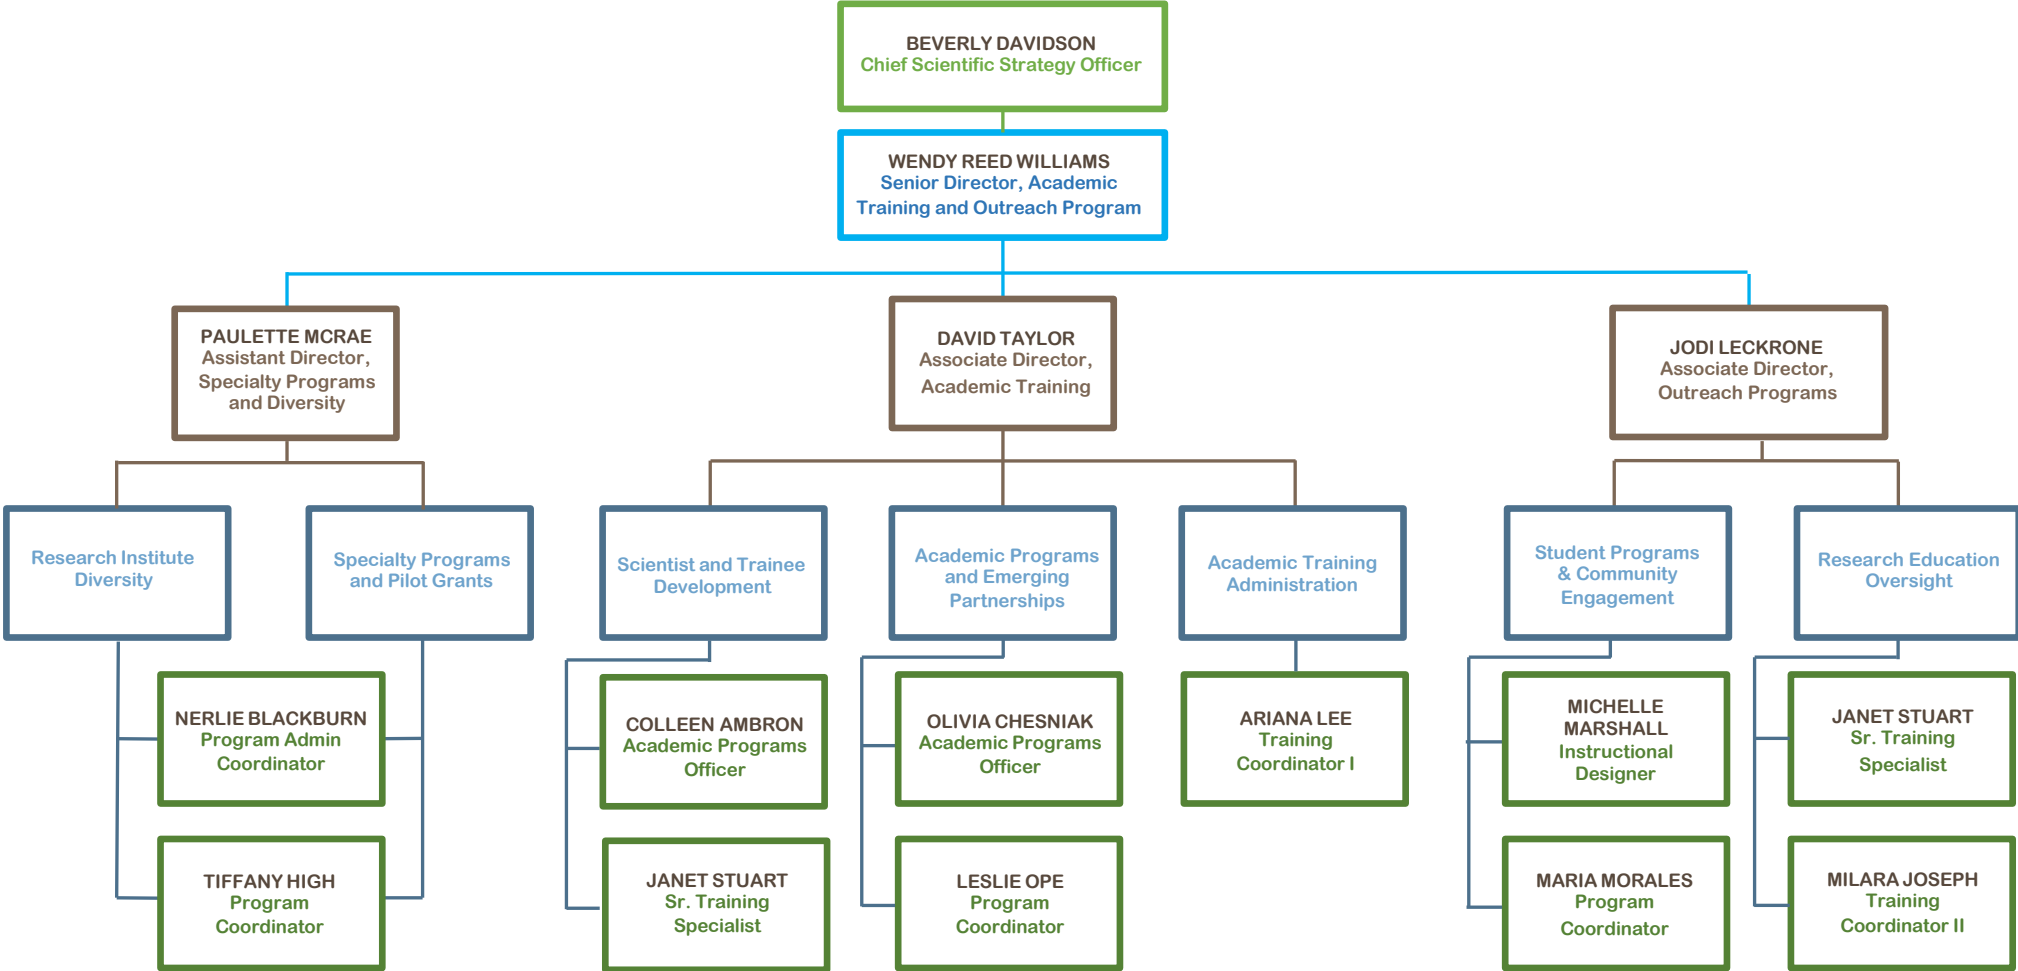 BEVERLY DAVIDSON
Chief Scientific Strategy Officer
WENDY REED WILLIAMS
Senior Director, Academic
Training and Outreach Program
PAULETTE MCRAE
Assistant Director,
Specialty Programs
and Diversity
DAVID TAYLOR
Associate Director,
Academic Training
JODI LECKRONE
Associate Director,
Outreach Programs
Research Institute
Diversity
Specialty Programs
and Pilot Grants
Scientist and Trainee
Development
Academic Programs
and Emerging
Partnerships
Academic Training
Administration
Student Programs
& Community
Engagement
Research Education
Oversight
NERLIE BLACKBURN
Program Admin
Coordinator
COLLEEN AMBRON
Academic Programs
Officer
OLIVIA CHESNIAK
Academic Programs
Officer
ARIANA LEE
Training
Coordinator I
MICHELLE
MARSHALL
Instructional
Designer
JANET STUART
Sr. Training
Specialist
TIFFANY HIGH
Program
Coordinator
JANET STUART
Sr. Training
Specialist
LESLIE OPE
Program
Coordinator
MARIA MORALES
Program
Coordinator
MILARA JOSEPH
Training
Coordinator II